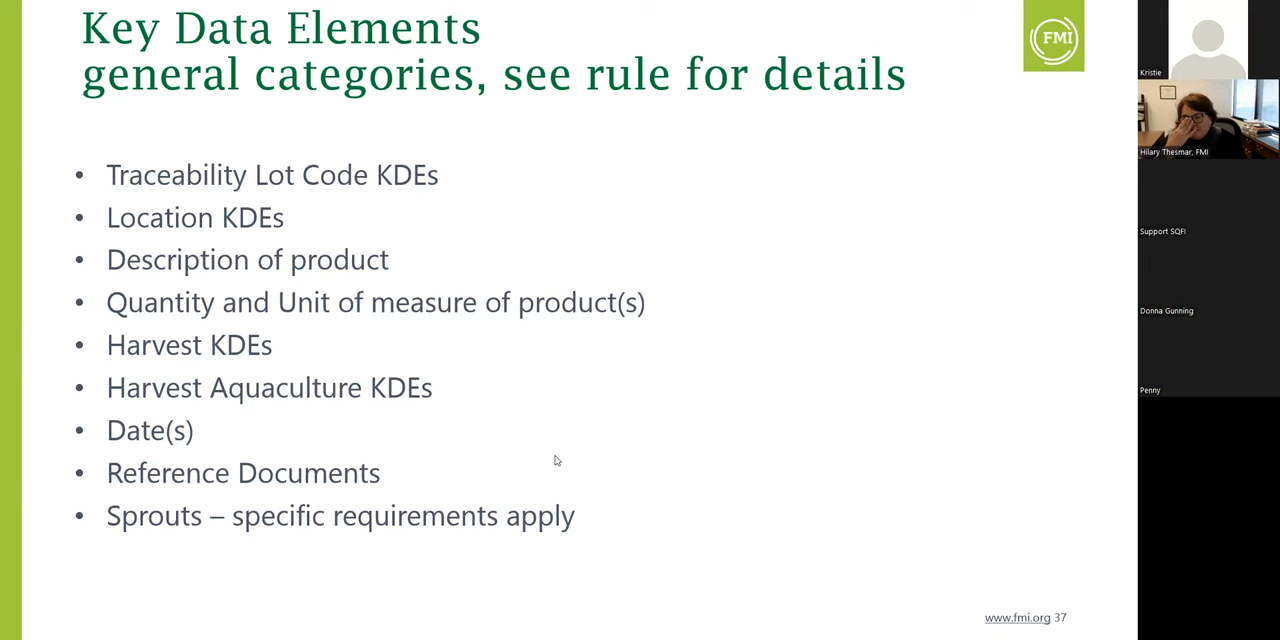 Key Data Elements
general categories, see rule for details
FMI
• Traceability Lot Code KDEs
• Location KDEs
• Description of product
• Quantity and Unit of measure of product(s)
• Harvest KDEs
• Harvest Aquaculture KDEs
• Date(s)
• Reference Documents
• Sprouts – specific requirements apply
www.fmi.org 37
Kristie
Hilary Thesmar, FMI
Support SQFI
Donna Gunning
Penny